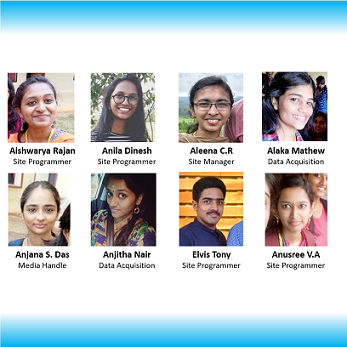 Aishwarya Rajan
Site Programmer
Anila Dinesh
Site Programmer
Aleena C.R
Site Manager
Alaka Mathew
Data Acquisition
Anjana S. Das
Media Handle
Anjitha Nair
Data Acquisition
Elvis Tony
Site Programmer
Anusree V.A
Site Programmer